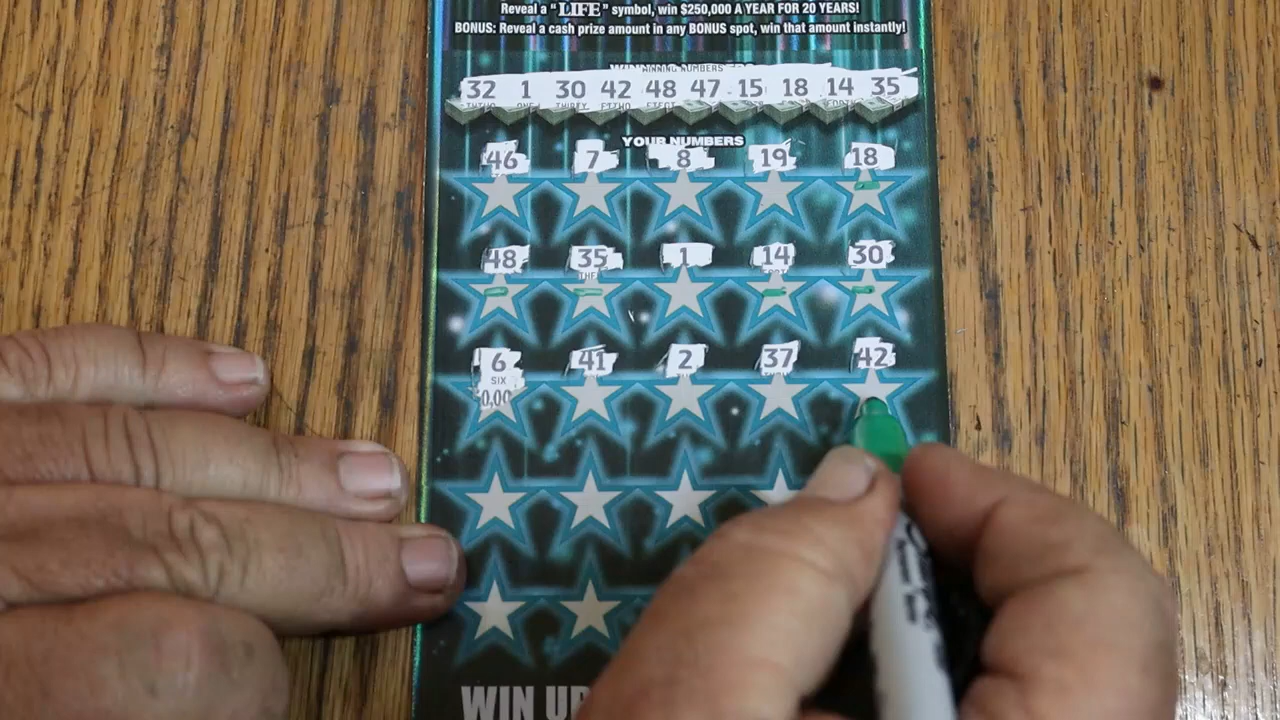 Reveal a "LIFE" symbol, win $250,000 A YEAR FOR 20 YEARS!
BONUS: Reveal a cash prize amount in any BONUS spot, win that amount instantly!
32 1 30 42 48 47 15 18 14 35
YOUR NUMBERS
46 7 8 19 18
48 35 1 14 30
6 41 2 37 42
SIX
WIN UP